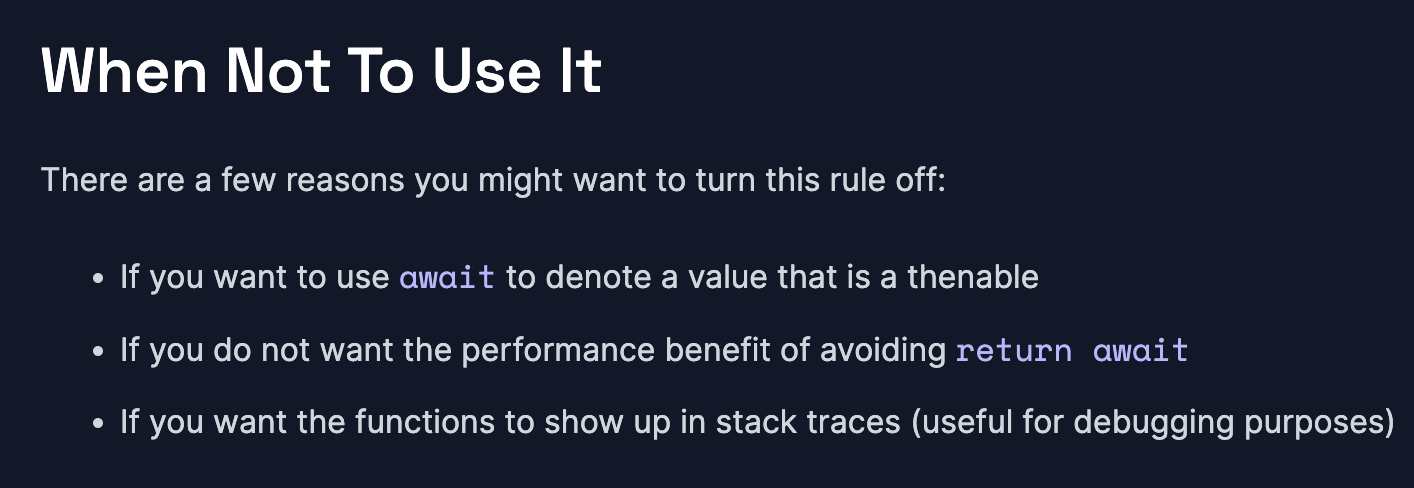 When Not To Use It
There are a few reasons you might want to turn this rule off:
• If you want to use await to denote a value that is a thenable
• If you do not want the performance benefit of avoiding return await
• If you want the functions to show up in stack traces (useful for debugging purposes)